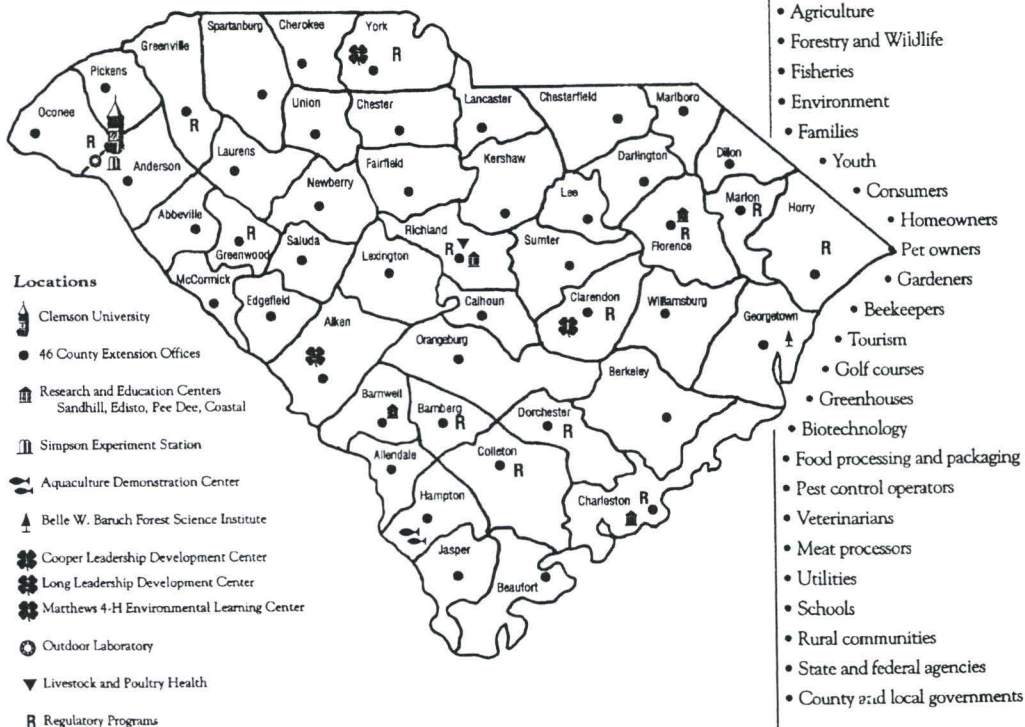 Spartanburg
Cherokee
York
R
Greenville
Pickens
Oconee
R
R
Anderson
Laurens
Union
Chester
Lancaster
Chesterfield
Marlboro
Darlington
Dillon
Newberry
Fairfield
Kershaw
Lee
Marion
R
Horry
R
Abbeville
Greenwood
R
Saluda
Lexington
Richland
R
Sumter
Florence
R
McCormick
Edgefield
Aiken
Calhoun
Clarendon
R
Williamsburg
Georgetown
Orangeburg
Berkeley
Barnwell
Bamberg
R
Dorchester
R
Allendale
Colleton
R
Hampton
Charleston
R
Jasper
Beaufort
Locations
Clemson University
• 46 County Extension Offices
Research and Education Centers
Sandhill, Edisto, Pee Dee, Coastal
Simpson Experiment Station
Aquaculture Demonstration Center
Belle W. Baruch Forest Science Institute
Cooper Leadership Development Center
Long Leadership Development Center
Matthews 4-H Environmental Learning Center
Outdoor Laboratory
Livestock and Poultry Health
R Regulatory Programs
• Agriculture
• Forestry and Wildlife
• Fisheries
• Environment
• Families
• Youth
• Consumers
• Homeowners
• Pet owners
• Gardeners
• Beekeepers
• Tourism
• Golf courses
• Greenhouses
• Biotechnology
• Food processing and packaging
• Pest control operators
• Veterinarians
• Meat processors
• Utilities
• Schools
• Rural communities
• State and federal agencies
• County and local governments